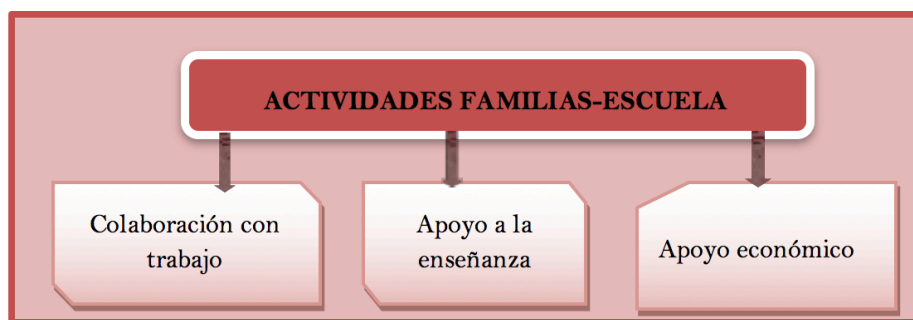 ACTIVIDADES FAMILIAS-ESCUELA
Colaboración con
trabajo
Apoyo a la
enseñanza
Apoyo económico